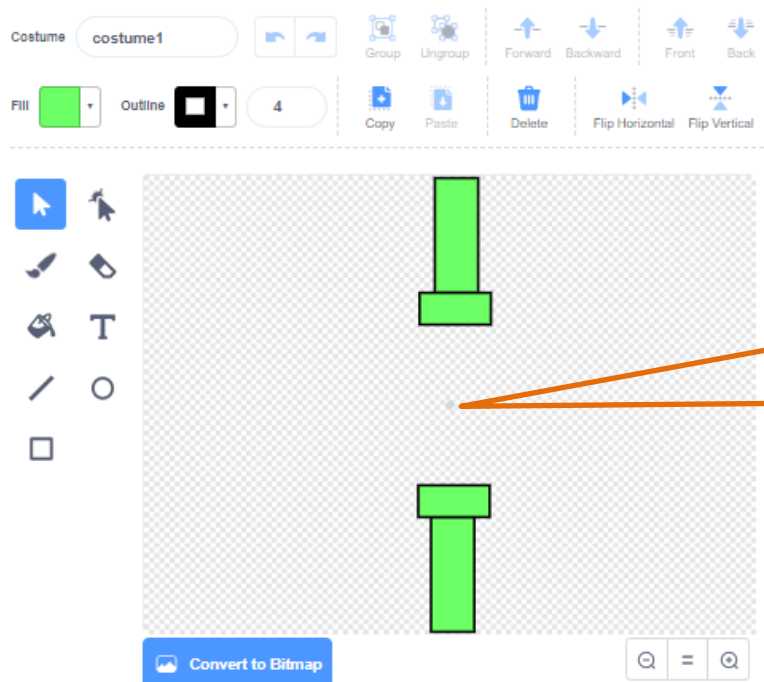 Costume costume1
Group Ungroup Forward Backward Front Back
Fill Outline 4
Copy Paste Delete Flip Horizontal Flip Vertical
T
Convert to Bitmap